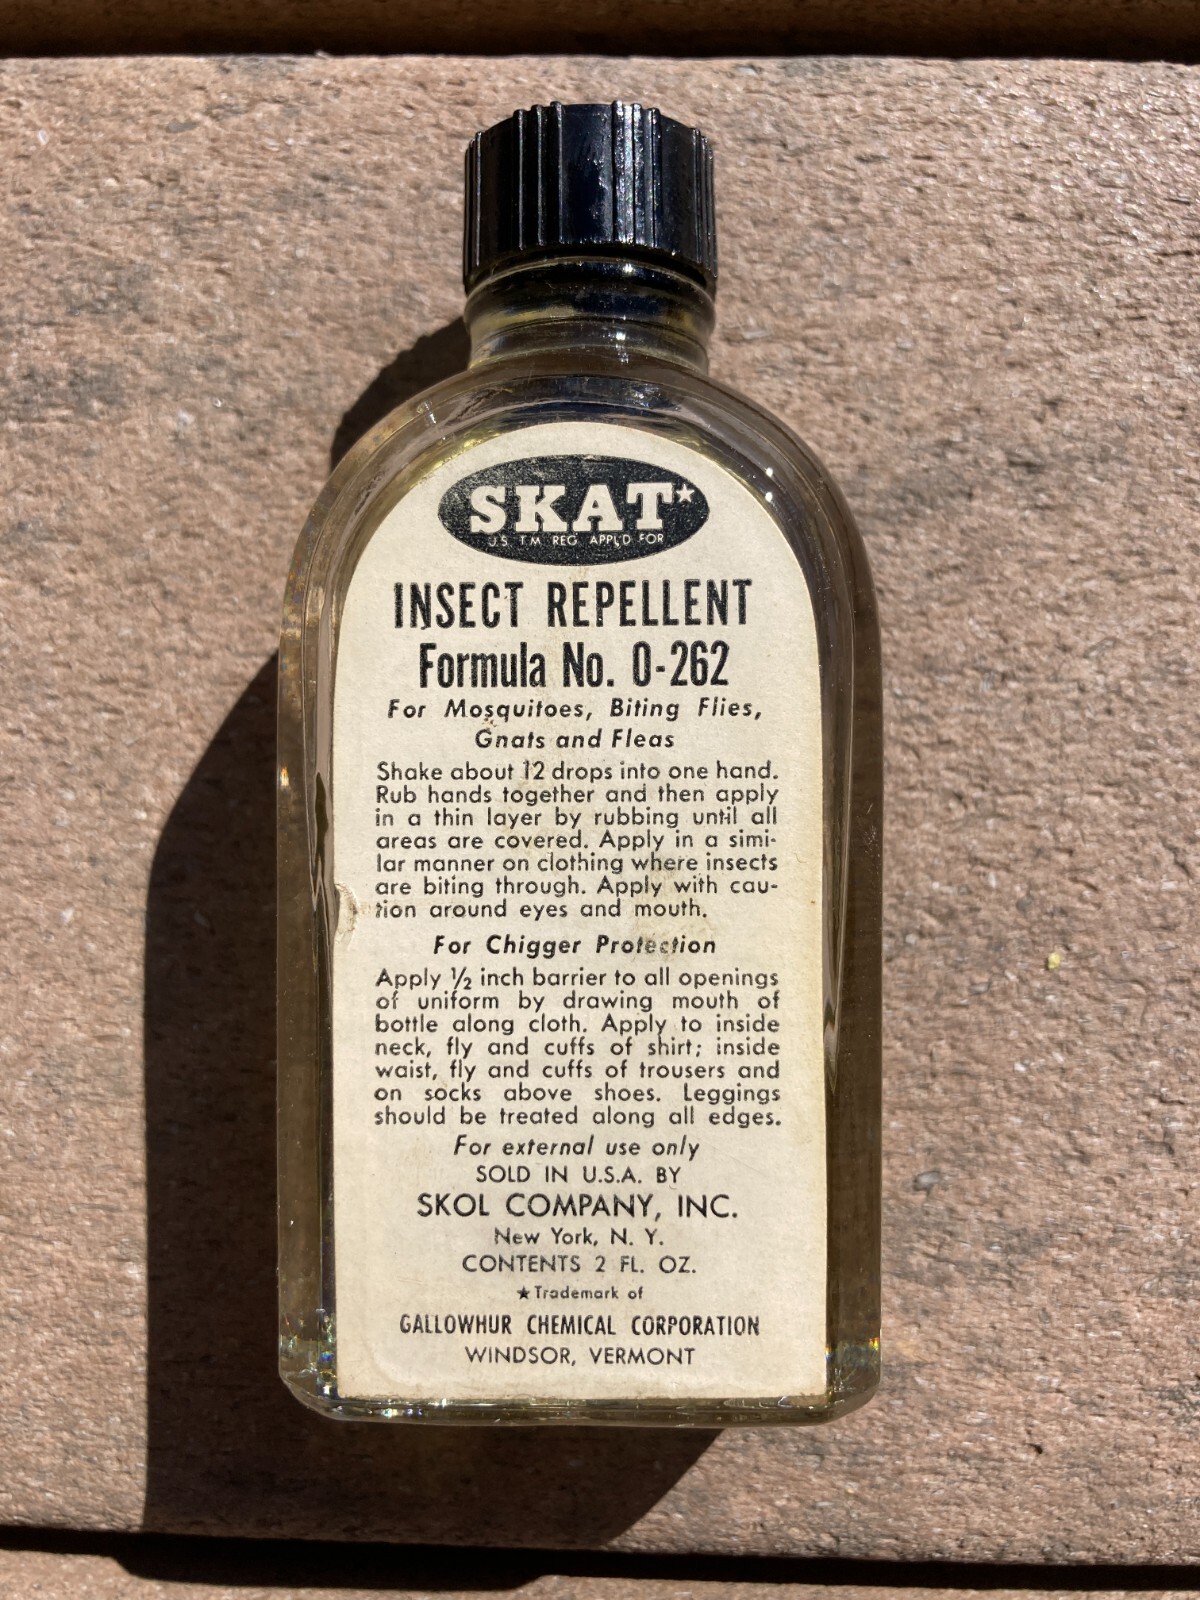 SKAT★
U.S. T.M. REG. APPL'D FOR
INSECT REPELLENT
Formula No. O-262
For Mosquitoes, Biting Flies,
Gnats and Fleas
Shake about 12 drops into one hand.
Rub hands together and then apply
in a thin layer by rubbing until all
areas are covered. Apply in a simi-
lar manner on clothing where insects
are biting through. Apply with cau-
tion around eyes and mouth.
For Chigger Protection
Apply ½ inch barrier to all openings
of uniform by drawing mouth of
bottle along cloth. Apply to inside
neck, fly and cuffs of shirt; inside
waist, fly and cuffs of trousers and
on socks above shoes. Leggings
should be treated along all edges.
For external use only
SOLD IN U.S.A. BY
SKOL COMPANY, INC.
New York, N. Y.
CONTENTS 2 FL. OZ.
★Trademark of
GALLOWHUR CHEMICAL CORPORATION
WINDSOR, VERMONT